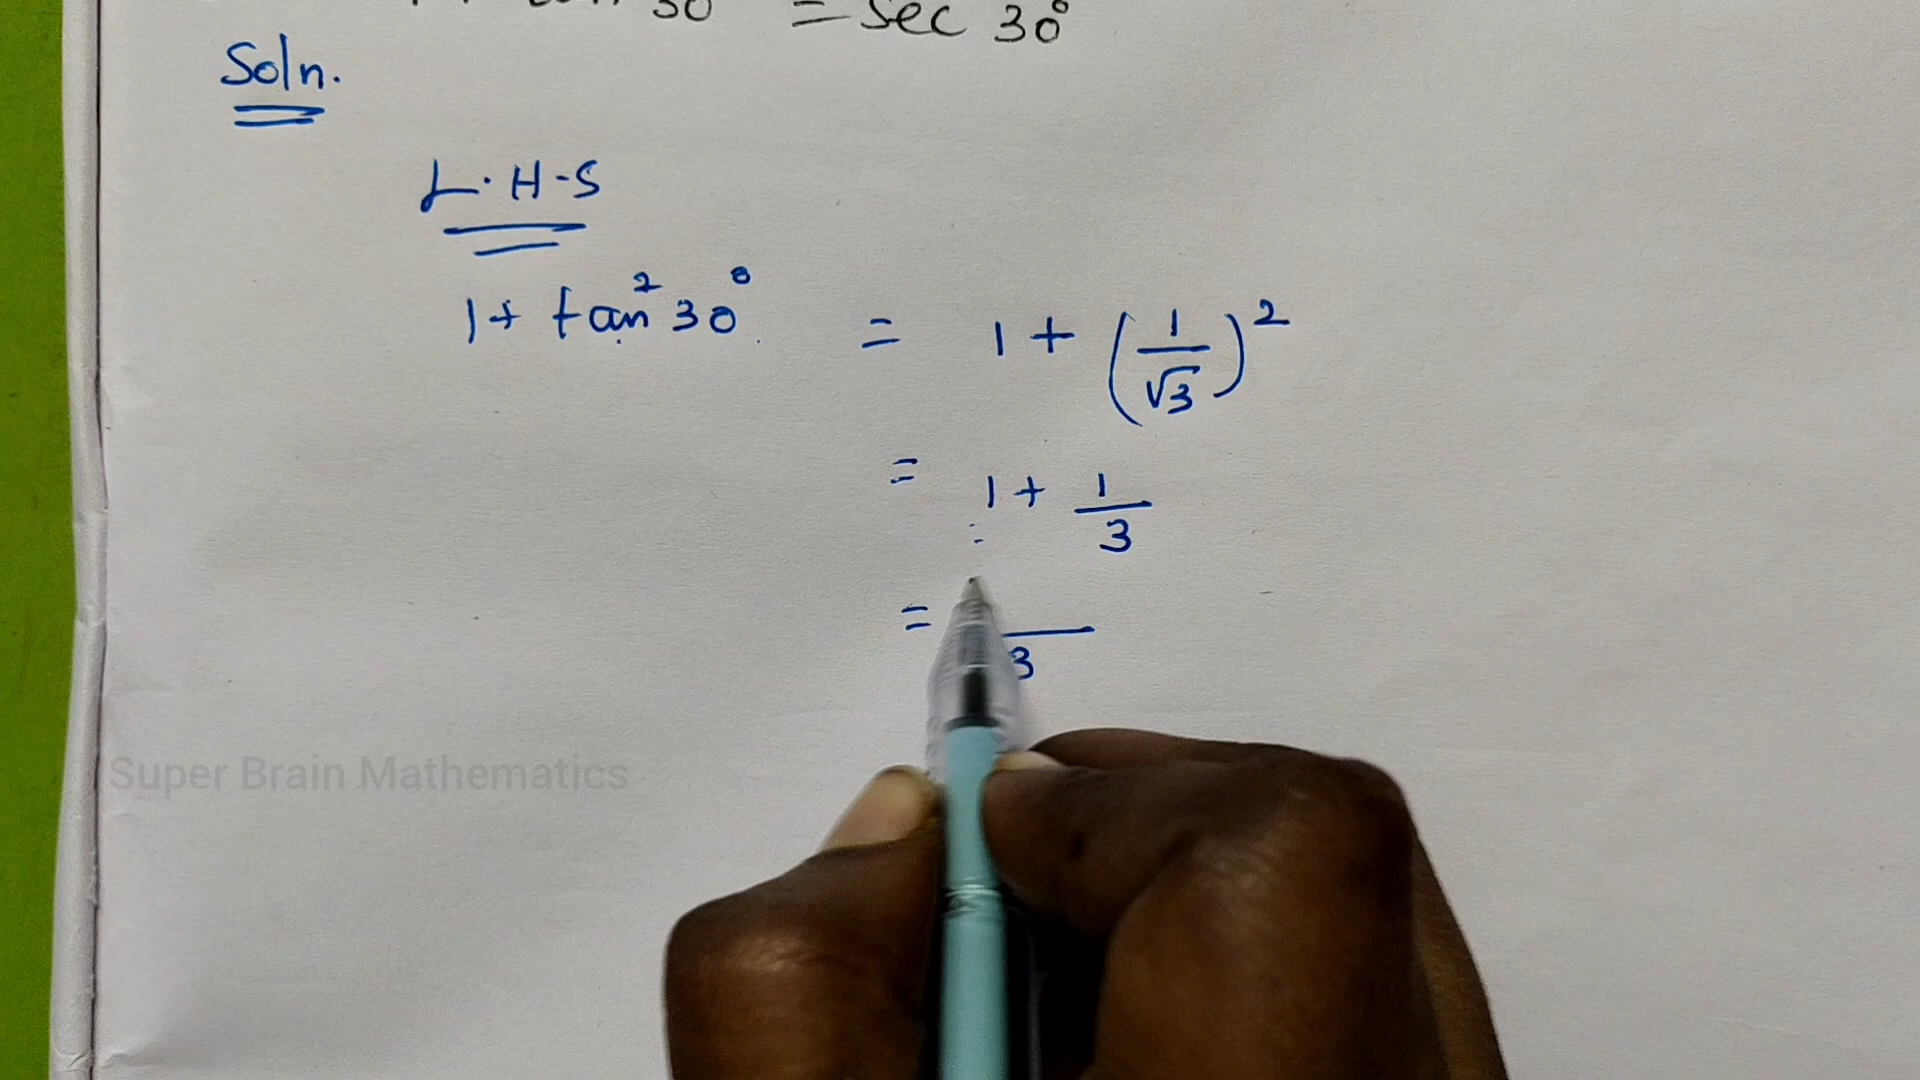 = sec 30°
Soln.
L.H.S
1 + tan² 30° = 1 + (1/√3)²
= 1 + 1/3
= /3
Super Brain Mathematics